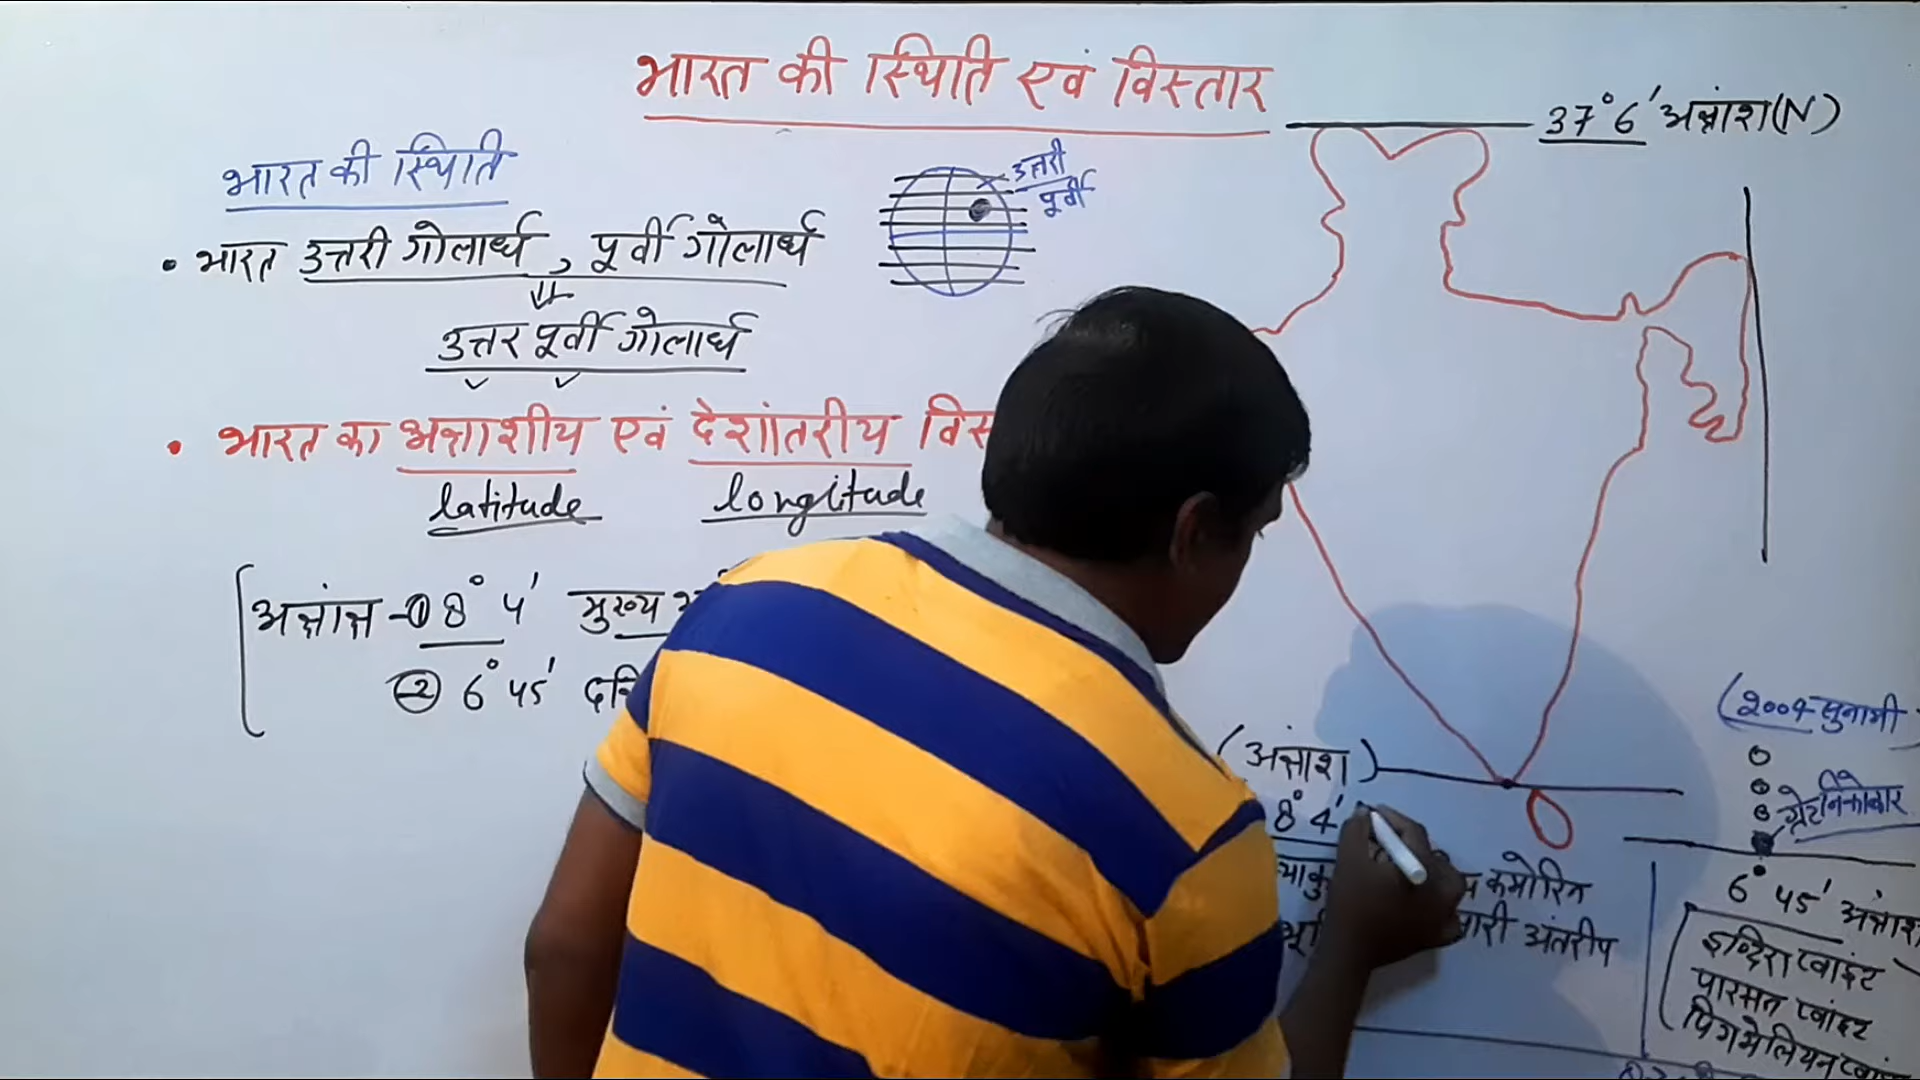 भारत की स्थिति एवं विस्तार
37°6' अक्षांश (N)
भारत की स्थिति
उत्तरी
पूर्वी
• भारत उत्तरी गोलार्ध , पूर्वी गोलार्ध
उत्तर पूर्वी गोलार्ध
• भारत का अक्षाशीय एवं देशांतरीय
latitude longitude
अक्षांश - ① 8° 4' मुख्य
② 6° 45'
(2004 सुनामी
(अक्षांश)
8° 4'
ग्रेट निकोबार
कमोरिन
अंतरीप
6° 45' अक्षांश
इन्दिरा प्वाइंट
पारसन प्वांइट
पिगमेलियन प्वाइं